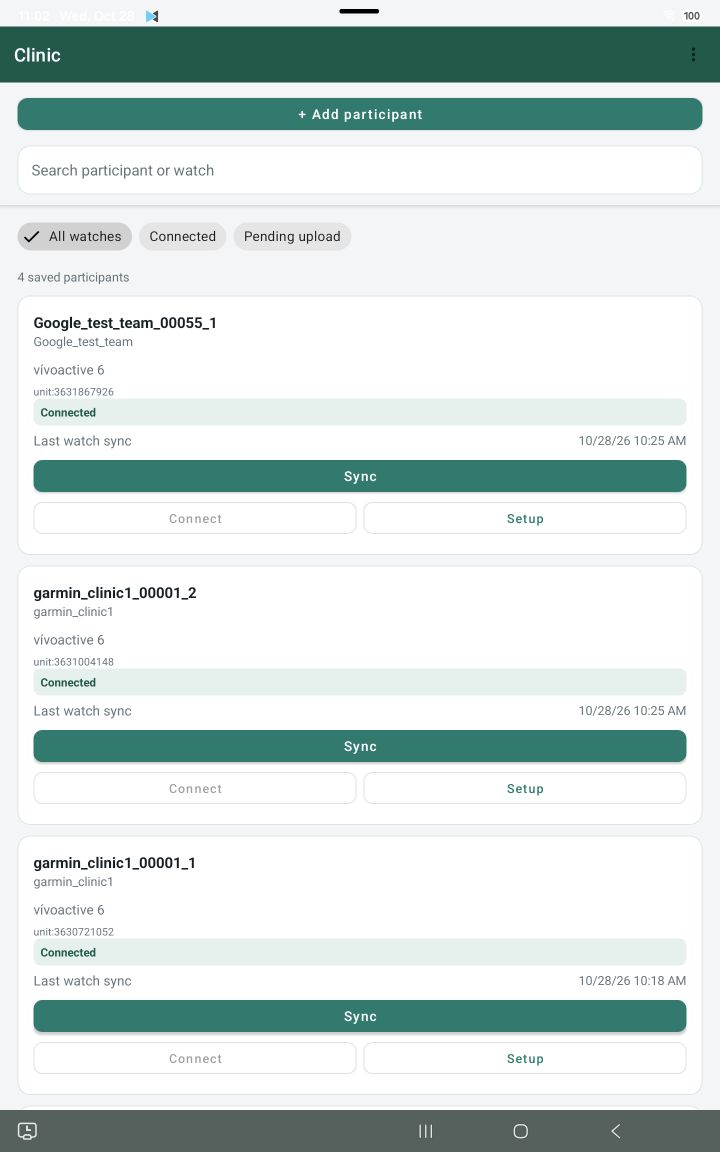 11:02 Wed, Oct 28
100
Clinic
+ Add participant
Search participant or watch
All watches
Connected
Pending upload
4 saved participants
Google_test_team_00055_1
Google_test_team
vívoactive 6
unit:3631867926
Connected
Last watch sync 10/28/26 10:25 AM
Sync
Connect
Setup
garmin_clinic1_00001_2
garmin_clinic1
vívoactive 6
unit:3631004148
Connected
Last watch sync 10/28/26 10:25 AM
Sync
Connect
Setup
garmin_clinic1_00001_1
garmin_clinic1
vívoactive 6
unit:3630721052
Connected
Last watch sync 10/28/26 10:18 AM
Sync
Connect
Setup